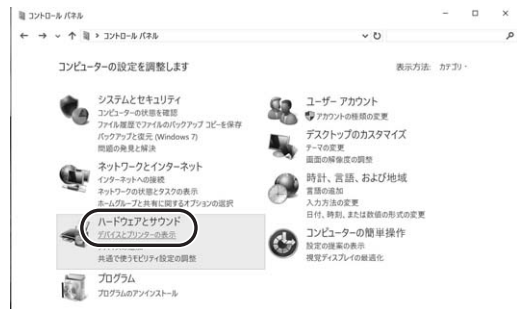 コントロール パネル
コントロール パネル
コンピューターの設定を調整します
表示方法: カテゴリ
システムとセキュリティ
コンピューターの状態を確認
ファイル履歴でファイルのバックアップ コピーを保存
バックアップと復元 (Windows 7)
問題の発見と解決
ネットワークとインターネット
インターネットへの接続
ネットワークの状態とタスクの表示
ホームグループと共有に関するオプションの選択
ハードウェアとサウンド
デバイスとプリンターの表示
共通で使うモビリティ設定の調整
プログラム
プログラムのアンインストール
ユーザー アカウント
アカウントの種類の変更
デスクトップのカスタマイズ
テーマの変更
画面の解像度の調整
時計、言語、および地域
言語の追加
入力方法の変更
日付、時刻、または数値の形式の変更
コンピューターの簡単操作
設定の提案の表示
視覚ディスプレイの最適化